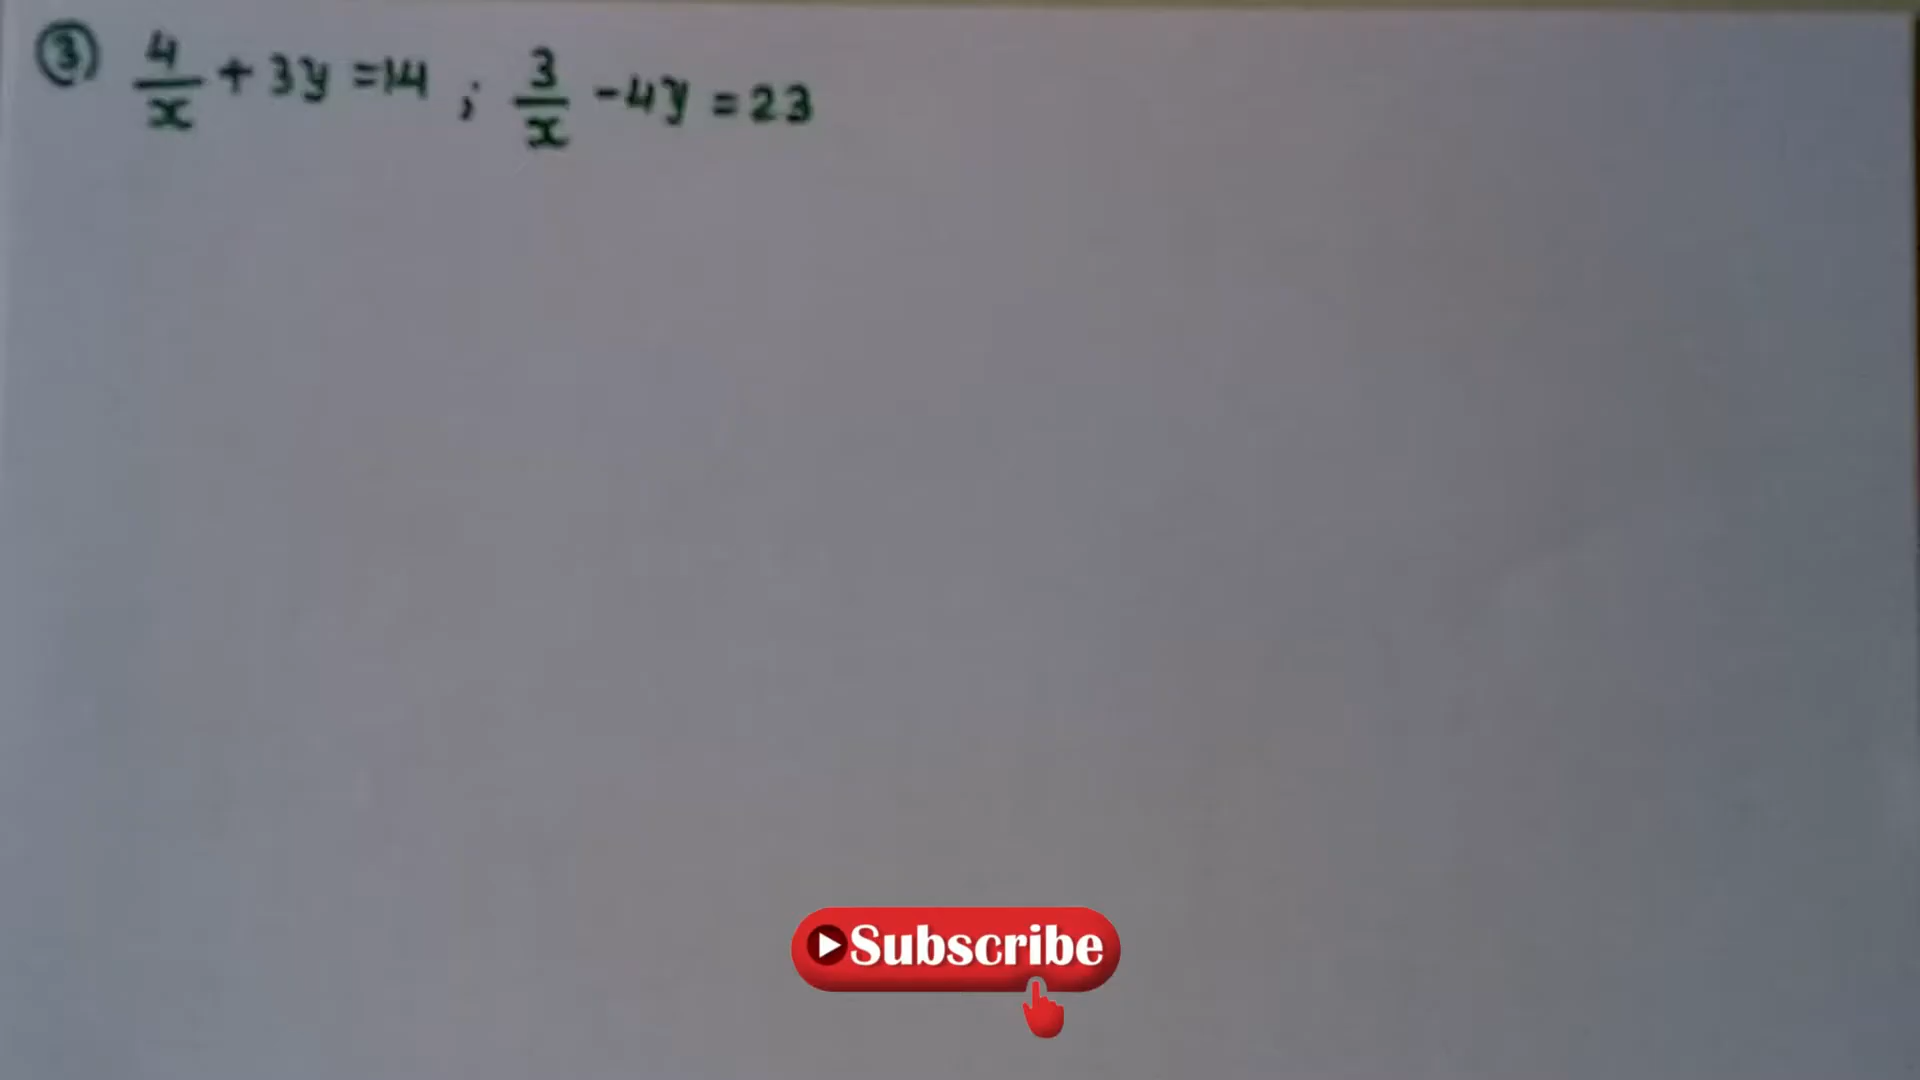 ③ 4/x + 3y = 14 ; 3/x - 4y = 23
Subscribe